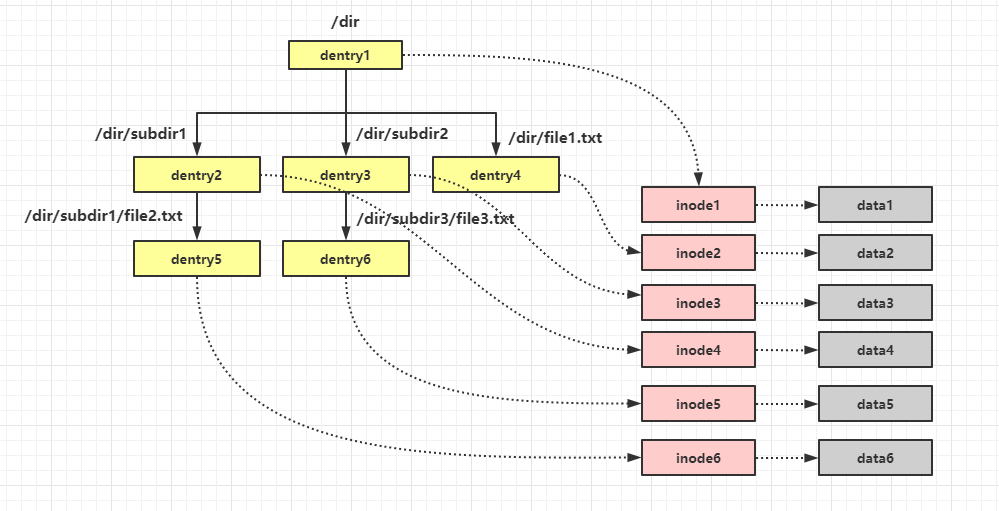 /dir
dentry1
/dir/subdir1
/dir/subdir2
/dir/file1.txt
dentry2
dentry3
dentry4
/dir/subdir1/file2.txt
/dir/subdir3/file3.txt
dentry5
dentry6
inode1
data1
inode2
data2
inode3
data3
inode4
data4
inode5
data5
inode6
data6